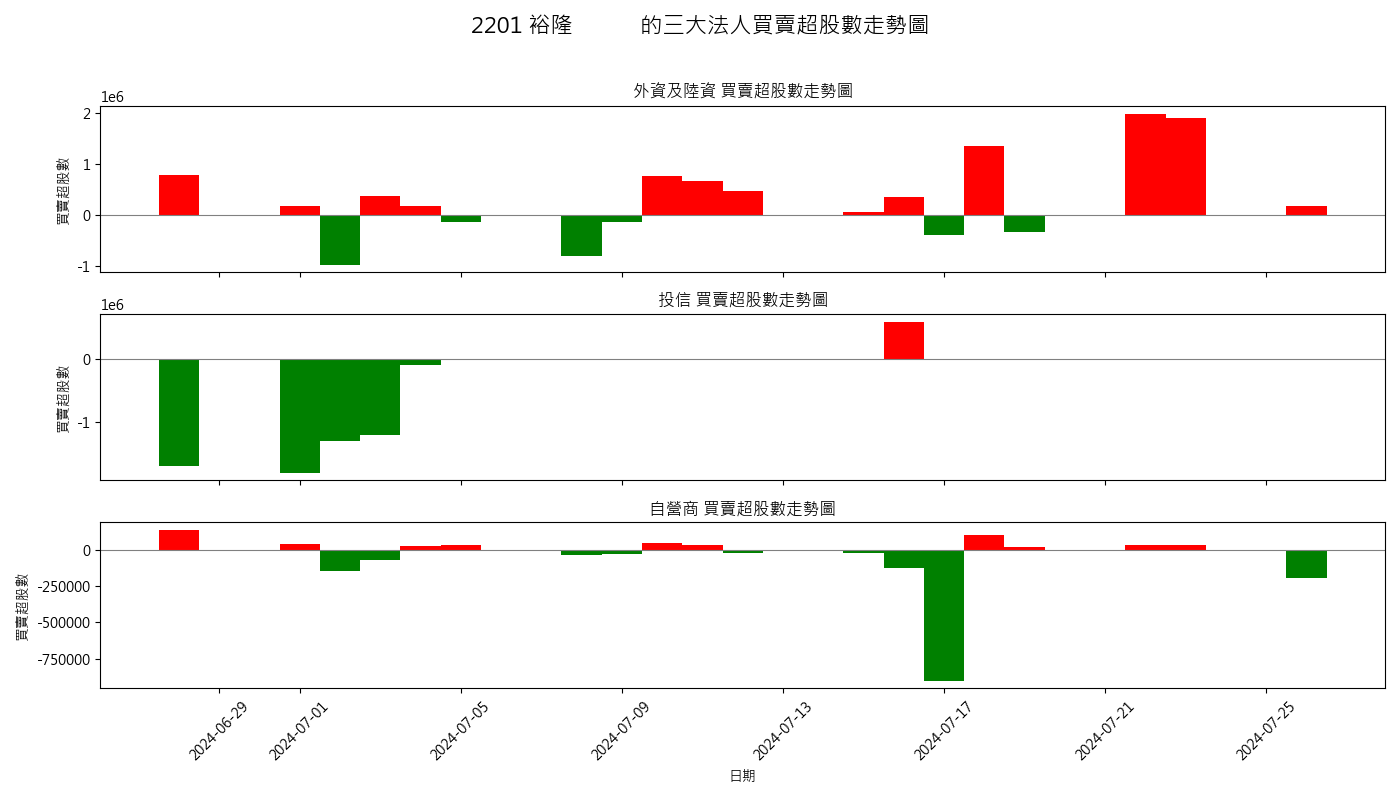 2201 裕隆 的三大法人買賣超股數走勢圖
外資及陸資 買賣超股數走勢圖
1e6
2
1
0
-1
買賣超股數
投信 買賣超股數走勢圖
1e6
0
-1
買賣超股數
自營商 買賣超股數走勢圖
0
-250000
-500000
-750000
買賣超股數
2024-06-29
2024-07-01
2024-07-05
2024-07-09
2024-07-13
2024-07-17
2024-07-21
2024-07-25
日期